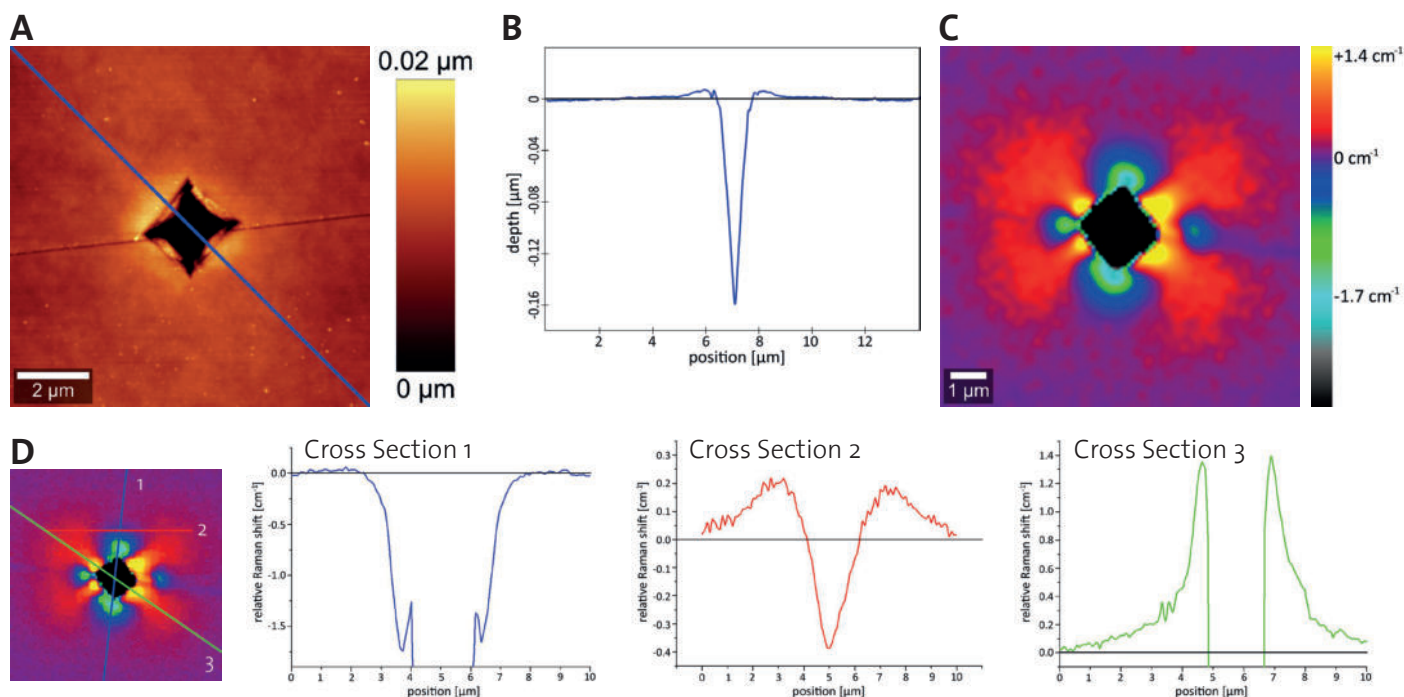 A
0.02 µm
0 µm
2 µm
B
depth [µm]
0
-0.04
-0.08
-0.12
-0.16
2 4 6 8 10 12
position [µm]
C
+1.4 cm⁻¹
0 cm⁻¹
-1.7 cm⁻¹
1 µm
D
1
2
3
Cross Section 1
relative Raman shift [cm⁻¹]
0.0
-0.5
-1.0
-1.5
0 1 2 3 4 5 6 7 8 9 10
position [µm]
Cross Section 2
relative Raman shift [cm⁻¹]
0.3
0.2
0.1
0.0
-0.1
-0.2
-0.3
-0.4
0 1 2 3 4 5 6 7 8 9 10
position [µm]
Cross Section 3
relative Raman shift [cm⁻¹]
1.4
1.2
1.0
0.8
0.6
0.4
0.2
0.0
0 1 2 3 4 5 6 7 8 9 10
position [µm]